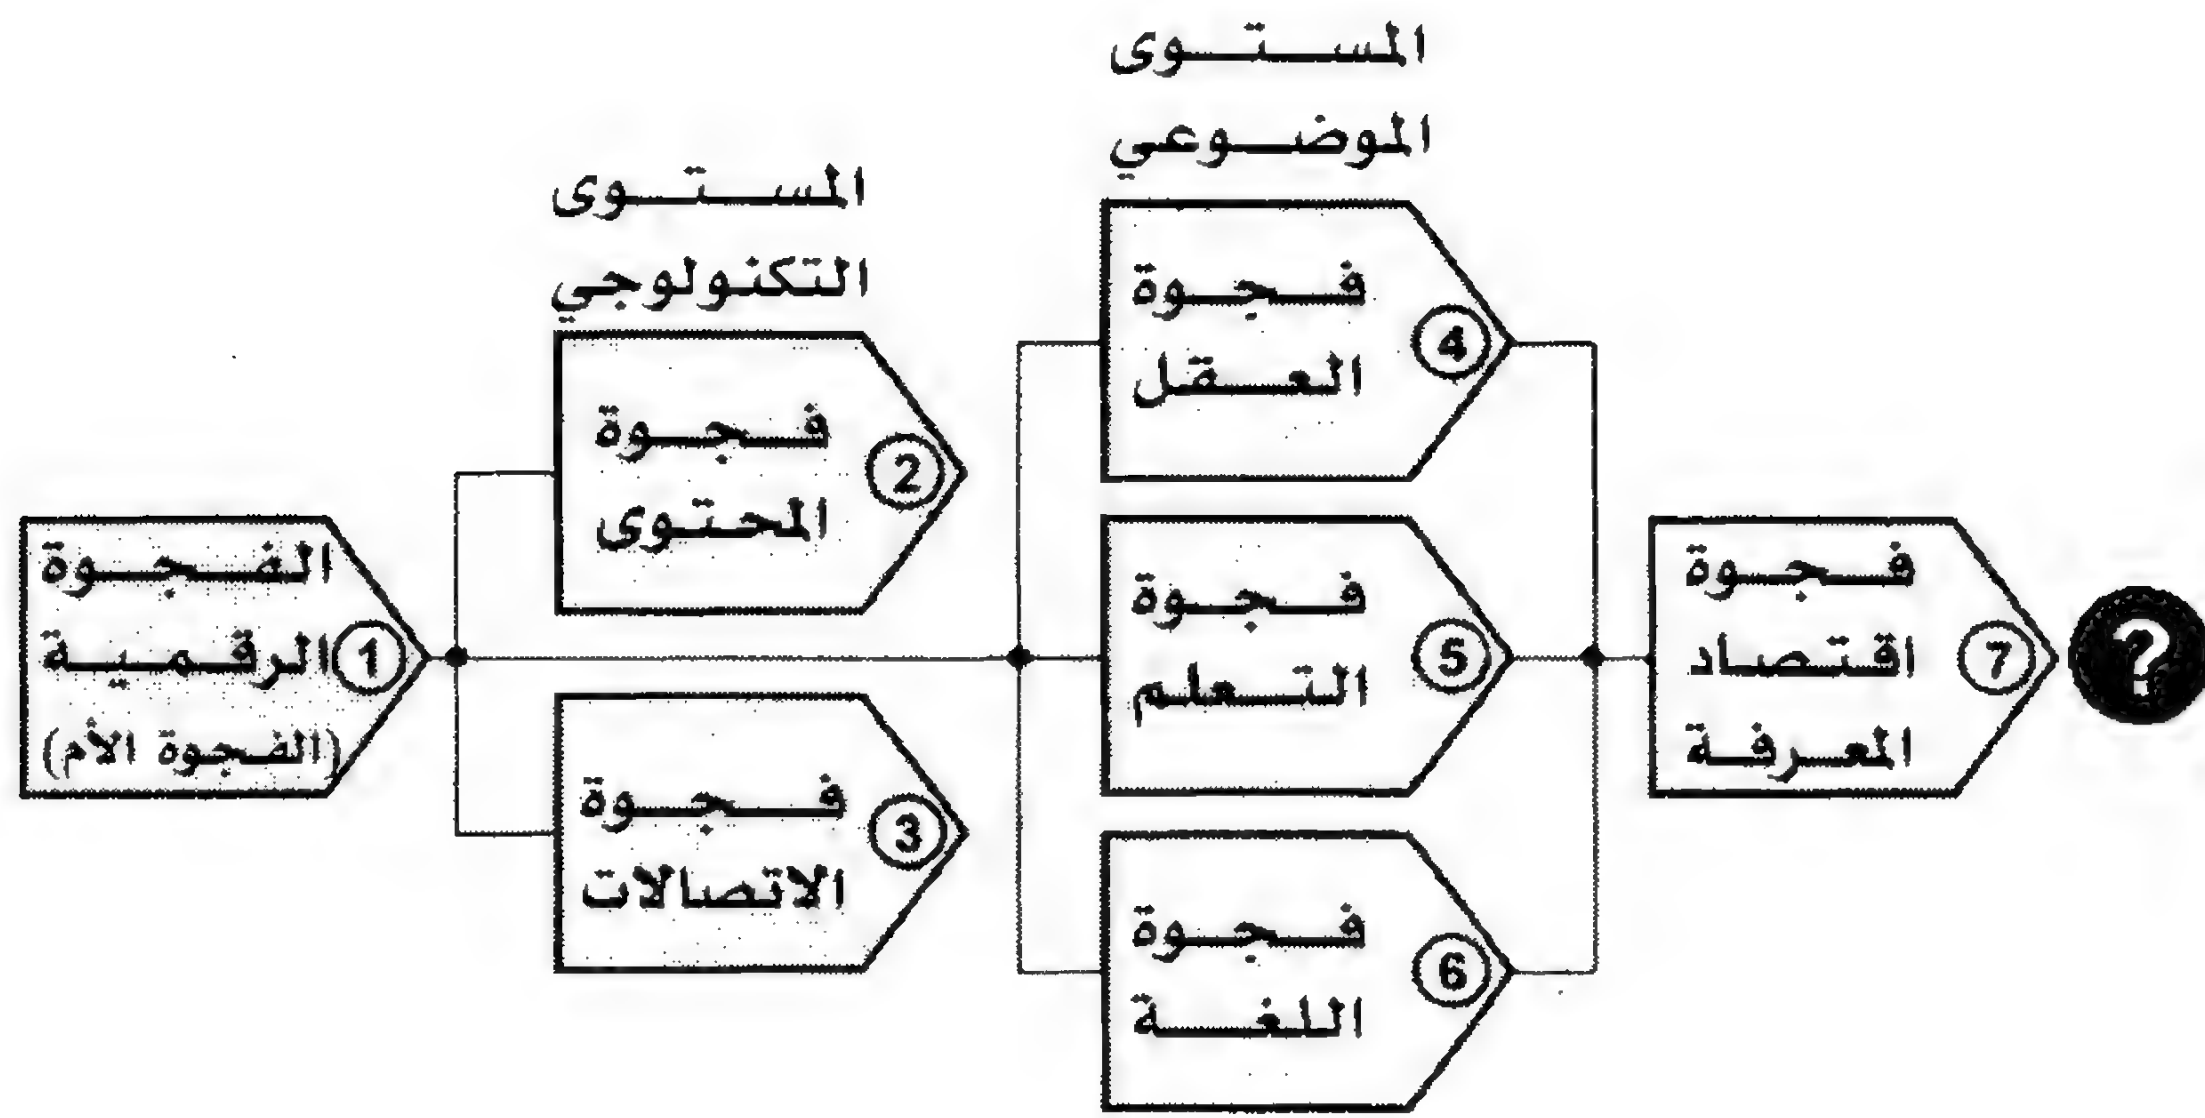 الفجوة
الرقمية
(الفجوة الأم)
1
المستوى
التكنولوجي
فجوة
المحتوى
2
فجوة
الاتصالات
3
المستوى
الموضوعي
فجوة
العقل
4
فجوة
التعلم
5
فجوة
اللغة
6
فجوة
اقتصاد
المعرفة
7
?